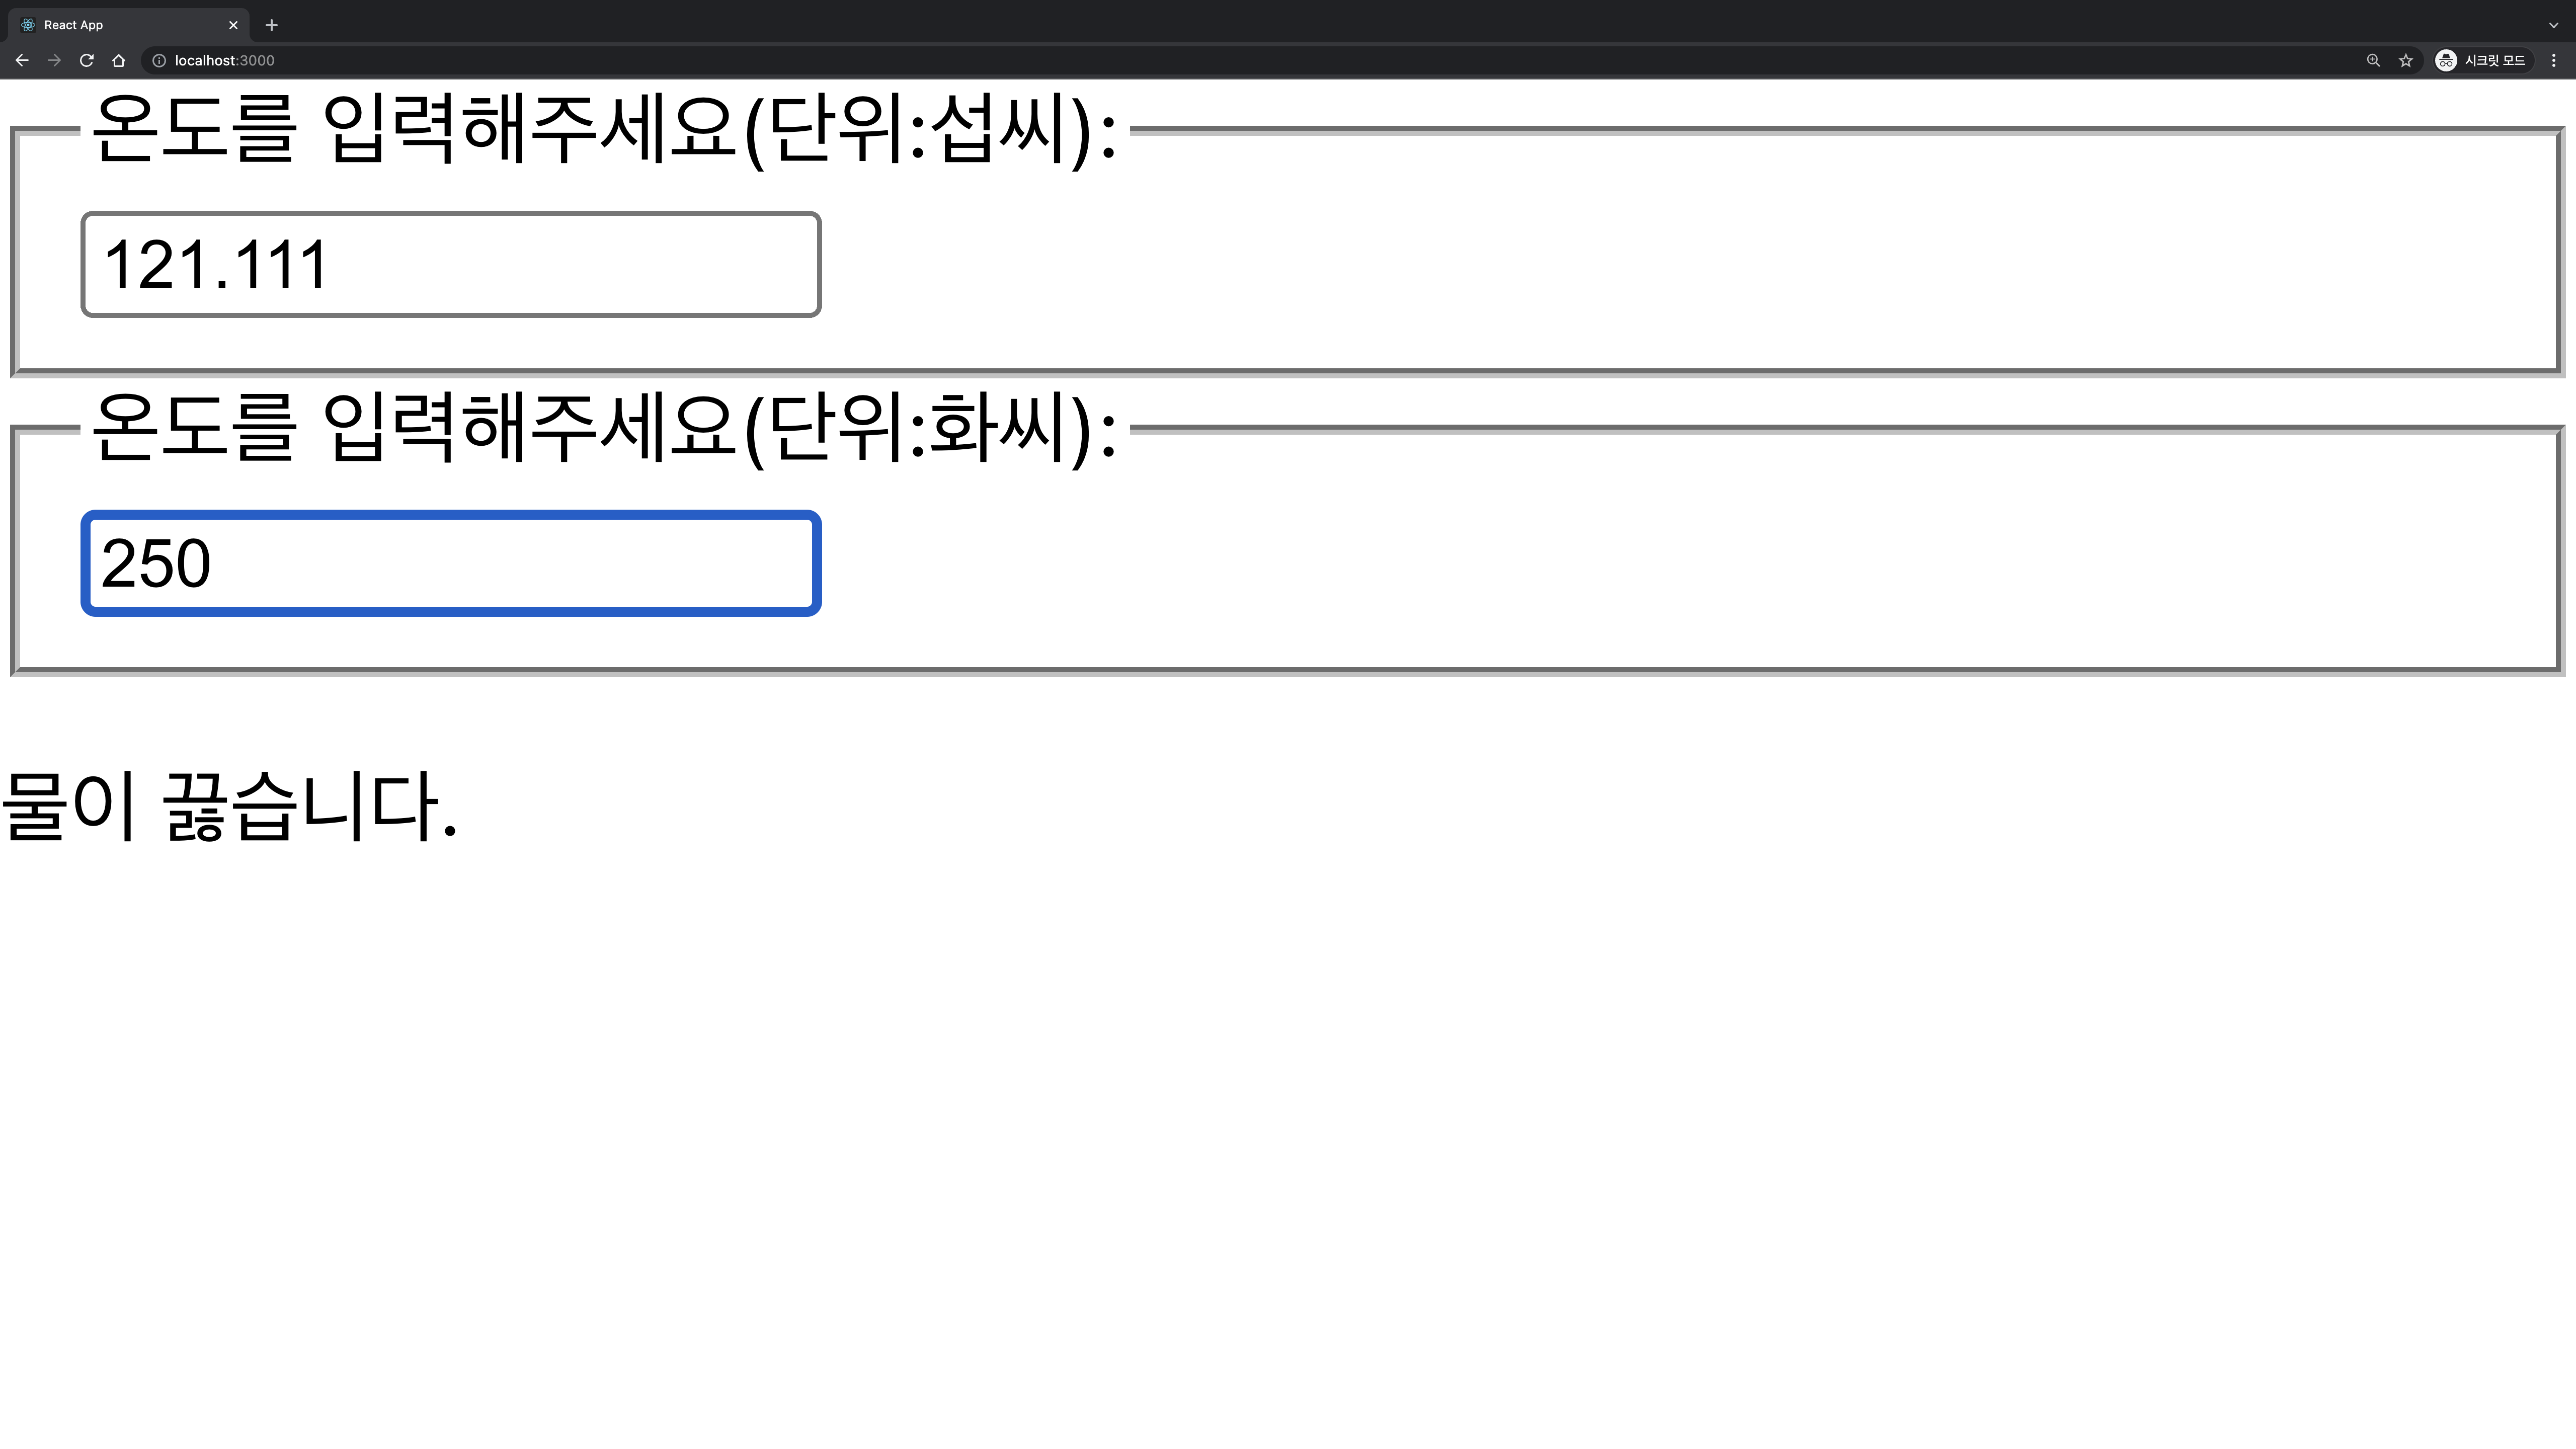 React App
localhost:3000
시크릿 모드
온도를 입력해주세요(단위:섭씨):
121.111
온도를 입력해주세요(단위:화씨):
250
물이 끓습니다.